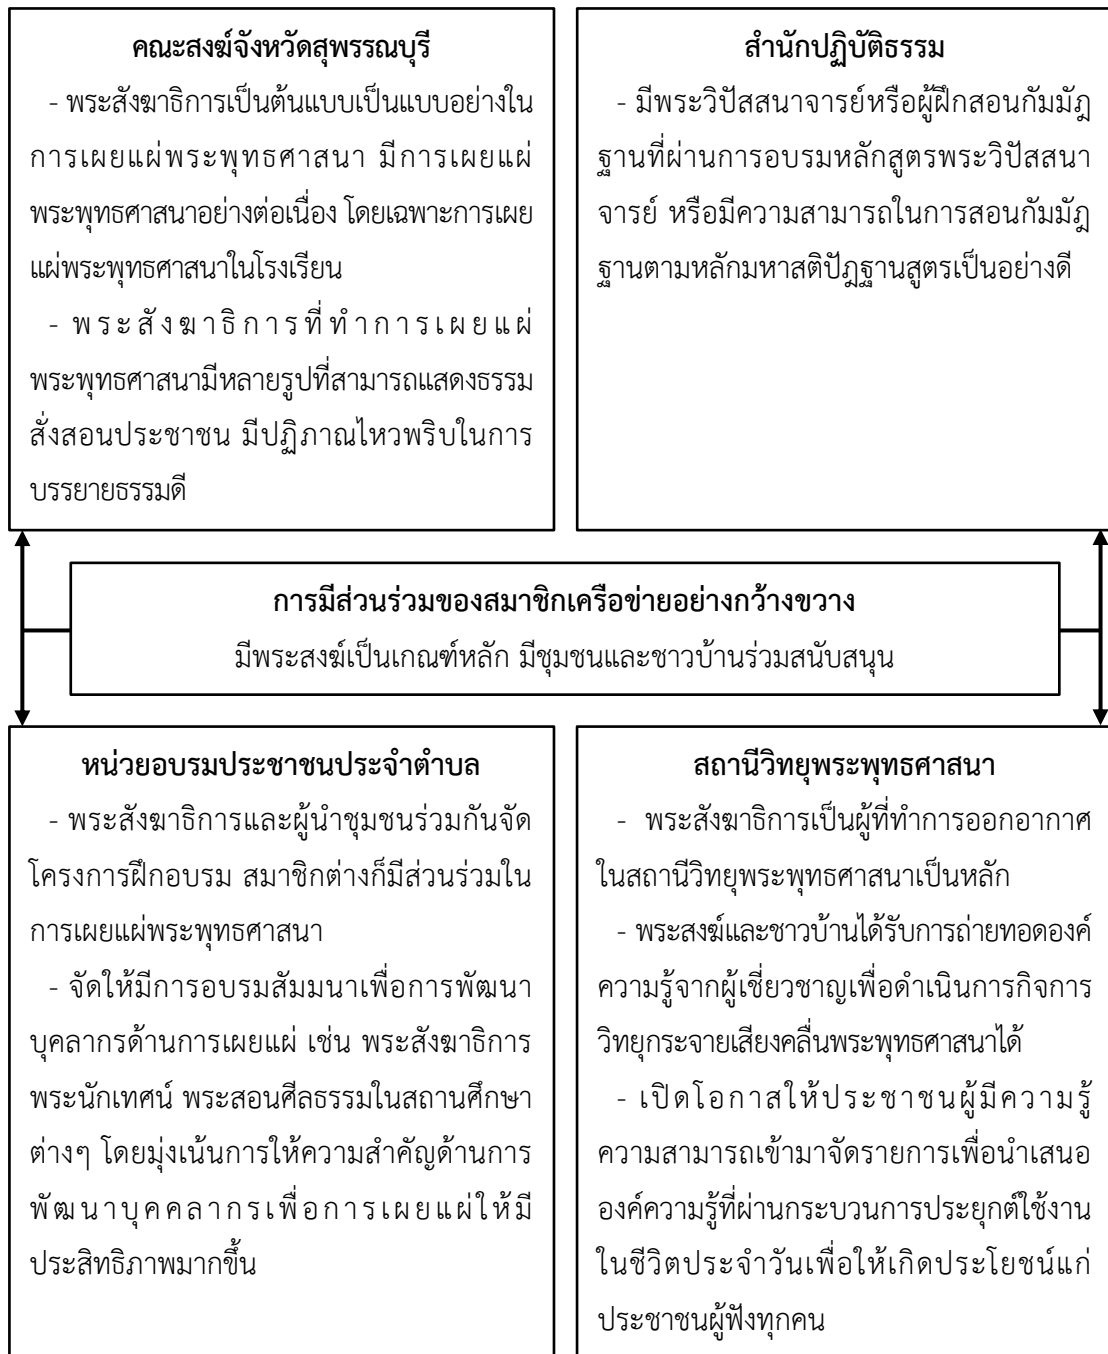 คณะสงฆ์จังหวัดสุพรรณบุรี
- พระสังฆาธิการเป็นต้นแบบเป็นแบบอย่างใน
การเผยแผ่พระพุทธศาสนา มีการเผยแผ่
พระพุทธศาสนาอย่างต่อเนื่อง โดยเฉพาะการเผย
แผ่พระพุทธศาสนาในโรงเรียน
- พระสังฆาธิการที่ทำการเผยแผ่
พระพุทธศาสนามีหลายรูปที่สามารถแสดงธรรม
สั่งสอนประชาชน มีปฏิภาณไหวพริบในการ
บรรยายธรรมดี
สำนักปฏิบัติธรรม
- มีพระวิปัสสนาจารย์หรือผู้ฝึกสอนกัมมัฏ
ฐานที่ผ่านการอบรมหลักสูตรพระวิปัสสนา
จารย์ หรือมีความสามารถในการสอนกัมมัฏ
ฐานตามหลักมหาสติปัฏฐานสูตรเป็นอย่างดี
การมีส่วนร่วมของสมาชิกเครือข่ายอย่างกว้างขวาง
มีพระสงฆ์เป็นเกณฑ์หลัก มีชุมชนและชาวบ้านร่วมสนับสนุน
หน่วยอบรมประชาชนประจำตำบล
- พระสังฆาธิการและผู้นำชุมชนร่วมกันจัด
โครงการฝึกอบรม สมาชิกต่างก็มีส่วนร่วมใน
การเผยแผ่พระพุทธศาสนา
- จัดให้มีการอบรมสัมมนาเพื่อการพัฒนา
บุคลากรด้านการเผยแผ่ เช่น พระสังฆาธิการ
พระนักเทศน์ พระสอนศีลธรรมในสถานศึกษา
ต่างๆ โดยมุ่งเน้นการให้ความสำคัญด้านการ
พัฒนาบุคคลากรเพื่อการเผยแผ่ให้มี
ประสิทธิภาพมากขึ้น
สถานีวิทยุพระพุทธศาสนา
- พระสังฆาธิการเป็นผู้ที่ทำการออกอากาศ
ในสถานีวิทยุพระพุทธศาสนาเป็นหลัก
- พระสงฆ์และชาวบ้านได้รับการถ่ายทอดองค์
ความรู้จากผู้เชี่ยวชาญเพื่อดำเนินการกิจการ
วิทยุกระจายเสียงคลื่นพระพุทธศาสนาได้
- เปิดโอกาสให้ประชาชนผู้มีความรู้
ความสามารถเข้ามาจัดรายการเพื่อนำเสนอ
องค์ความรู้ที่ผ่านกระบวนการประยุกต์ใช้งาน
ในชีวิตประจำวันเพื่อให้เกิดประโยชน์แก่
ประชาชนผู้ฟังทุกคน